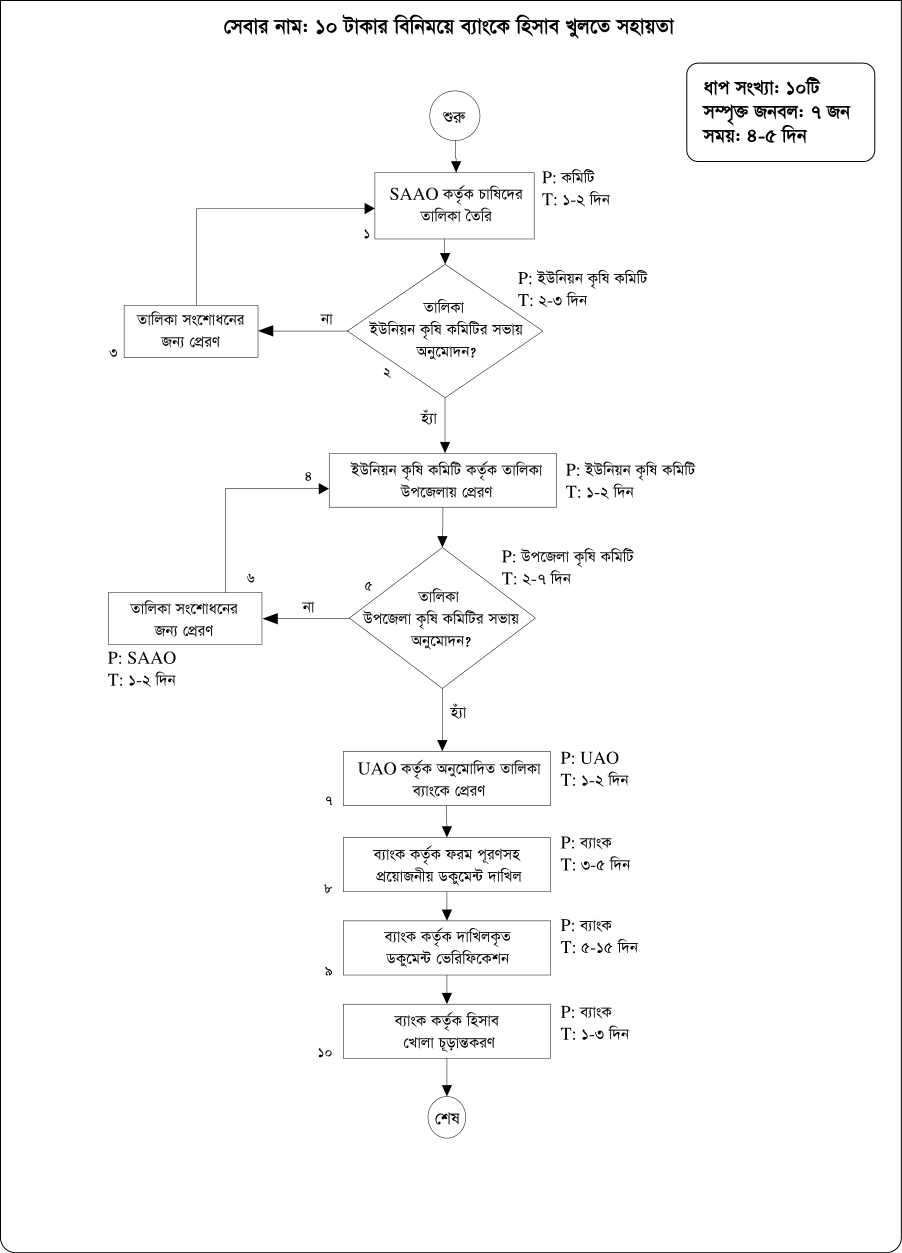 সেবার নাম: ১০ টাকার বিনিময়ে ব্যাংকে হিসাব খুলতে সহায়তা
ধাপ সংখ্যা: ১০টি
সম্পৃক্ত জনবল: ৭ জন
সময়: ৪-৫ দিন
শুরু
SAAO কর্তৃক চাষিদের
তালিকা তৈরি
১
P: কমিটি
T: ১-২ দিন
তালিকা
ইউনিয়ন কৃষি কমিটির সভায়
অনুমোদন?
২
P: ইউনিয়ন কৃষি কমিটি
T: ২-৩ দিন
না
তালিকা সংশোধনের
জন্য প্রেরণ
৩
হ্যাঁ
৪
ইউনিয়ন কৃষি কমিটি কর্তৃক তালিকা
উপজেলায় প্রেরণ
P: ইউনিয়ন কৃষি কমিটি
T: ১-২ দিন
৫
তালিকা
উপজেলা কৃষি কমিটির সভায়
অনুমোদন?
P: উপজেলা কৃষি কমিটি
T: ২-৭ দিন
না
৬
তালিকা সংশোধনের
জন্য প্রেরণ
P: SAAO
T: ১-২ দিন
হ্যাঁ
UAO কর্তৃক অনুমোদিত তালিকা
ব্যাংকে প্রেরণ
৭
P: UAO
T: ১-২ দিন
ব্যাংক কর্তৃক ফরম পূরণসহ
প্রয়োজনীয় ডকুমেন্ট দাখিল
৮
P: ব্যাংক
T: ৩-৫ দিন
ব্যাংক কর্তৃক দাখিলকৃত
ডকুমেন্ট ভেরিফিকেশন
৯
P: ব্যাংক
T: ৫-১৫ দিন
ব্যাংক কর্তৃক হিসাব
খোলা চূড়ান্তকরণ
১০
P: ব্যাংক
T: ১-৩ দিন
শেষ